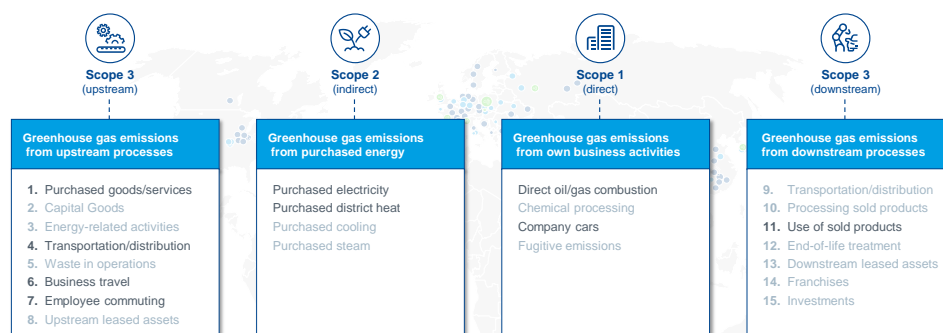 Scope 3
(upstream)
Greenhouse gas emissions
from upstream processes
1. Purchased goods/services
2. Capital Goods
3. Energy-related activities
4. Transportation/distribution
5. Waste in operations
6. Business travel
7. Employee commuting
8. Upstream leased assets
Scope 2
(indirect)
Greenhouse gas emissions
from purchased energy
Purchased electricity
Purchased district heat
Purchased cooling
Purchased steam
Scope 1
(direct)
Greenhouse gas emissions
from own business activities
Direct oil/gas combustion
Chemical processing
Company cars
Fugitive emissions
Scope 3
(downstream)
Greenhouse gas emissions
from downstream processes
9. Transportation/distribution
10. Processing sold products
11. Use of sold products
12. End-of-life treatment
13. Downstream leased assets
14. Franchises
15. Investments